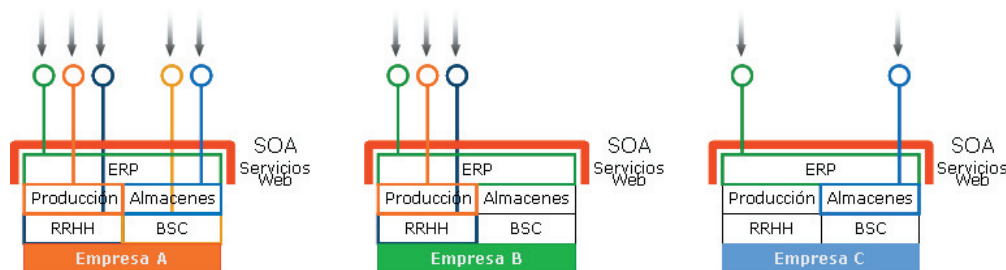 SOA
Servicios
Web
ERP
Producción
Almacenes
RRHH
BSC
Empresa A
SOA
Servicios
Web
ERP
Producción
Almacenes
RRHH
BSC
Empresa B
SOA
Servicios
Web
ERP
Producción
Almacenes
RRHH
BSC
Empresa C